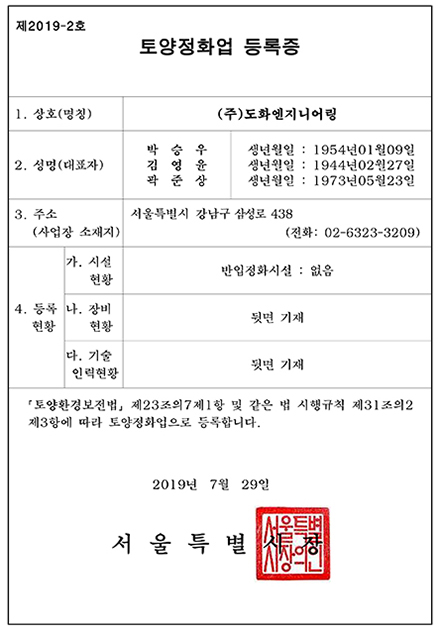 제2019-2호
토양정화업 등록증
1. 상호(명칭)
(주)도화엔지니어링
2. 성명(대표자)
박 승 우 생년월일 : 1954년01월09일
김 영 윤 생년월일 : 1944년02월27일
곽 준 상 생년월일 : 1973년05월23일
3. 주소
(사업장 소재지)
서울특별시 강남구 삼성로 438
(전화: 02-6323-3209)
4. 등록
현황
가. 시설
현황
반입정화시설 : 없음
나. 장비
현황
뒷면 기재
다. 기술
인력현황
뒷면 기재
「토양환경보전법」 제23조의7제1항 및 같은 법 시행규칙 제31조의2
제3항에 따라 토양정화업으로 등록합니다.
2019년 7월 29일
서 울 특 별 시 장
서울특별
시장의인